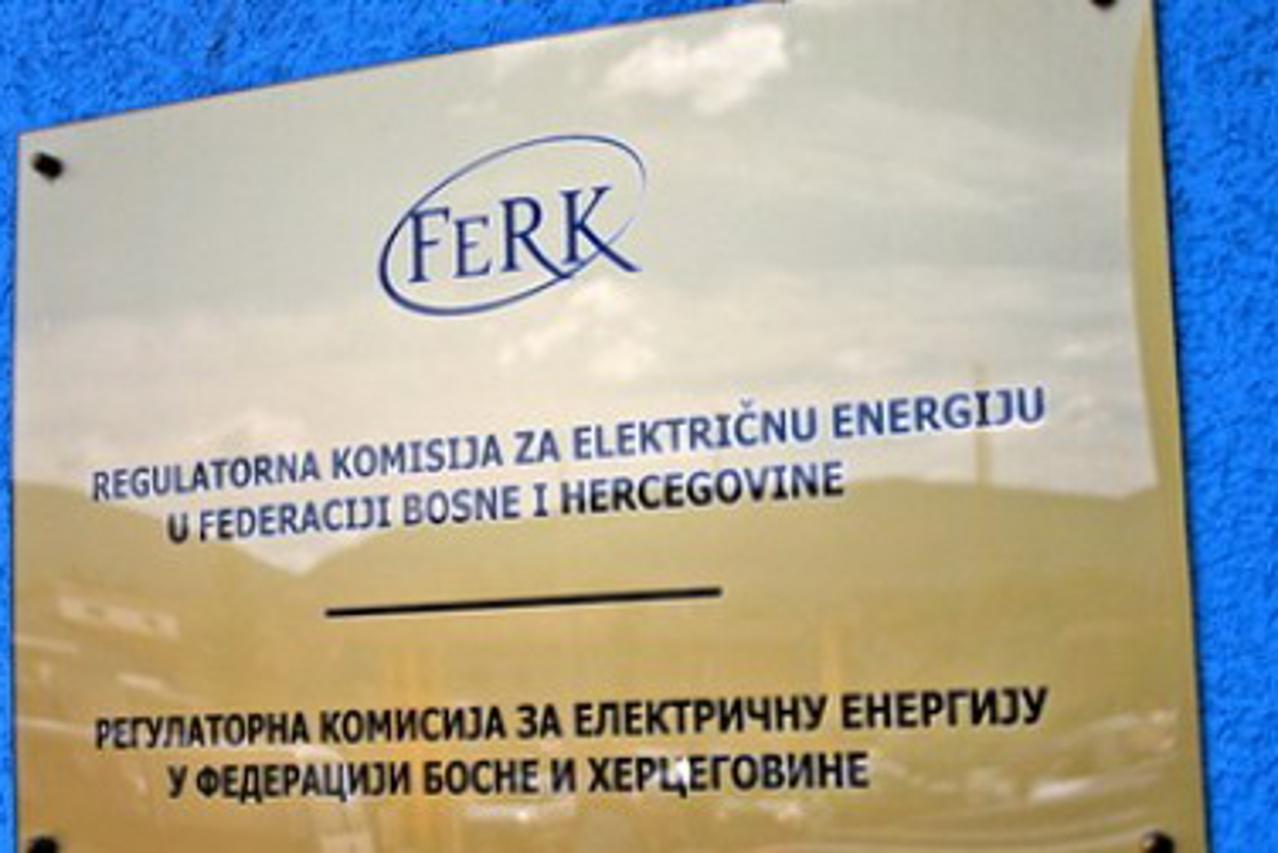 FERK
REGULATORNA KOMISIJA ZA ELEKTRIČNU ENERGIJU
U FEDERACIJI BOSNE I HERCEGOVINE
РЕГУЛАТОРНА КОМИСИЈА ЗА ЕЛЕКТРИЧНУ ЕНЕРГИЈУ
У ФЕДЕРАЦИЈИ БОСНЕ И ХЕРЦЕГОВИНЕ